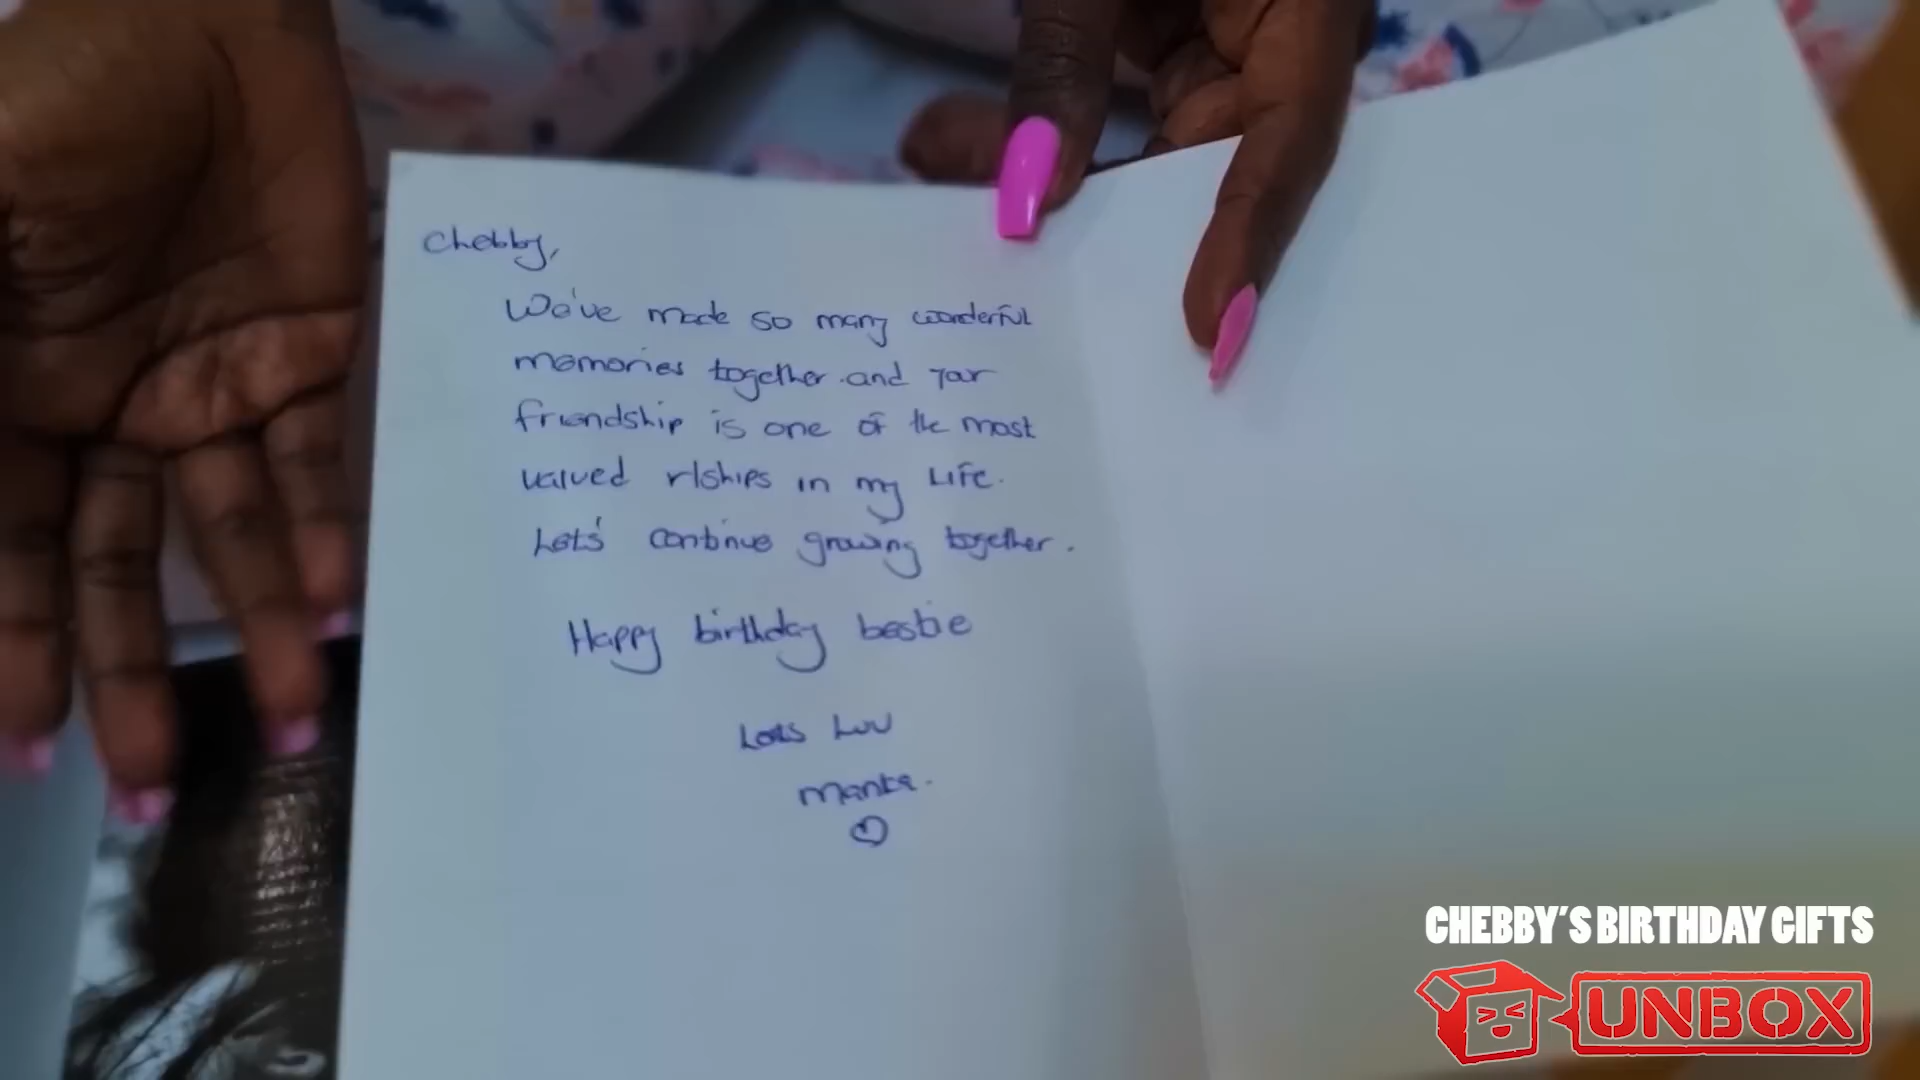 Chebby,
We've made so many wonderful
memories together and your
friendship is one of the most
valued rlships in my Life.
Lets' continue growing together.
Happy birthday bestie
Lots Luv
Manka.
CHEBBY'S BIRTHDAY GIFTS
UNBOX